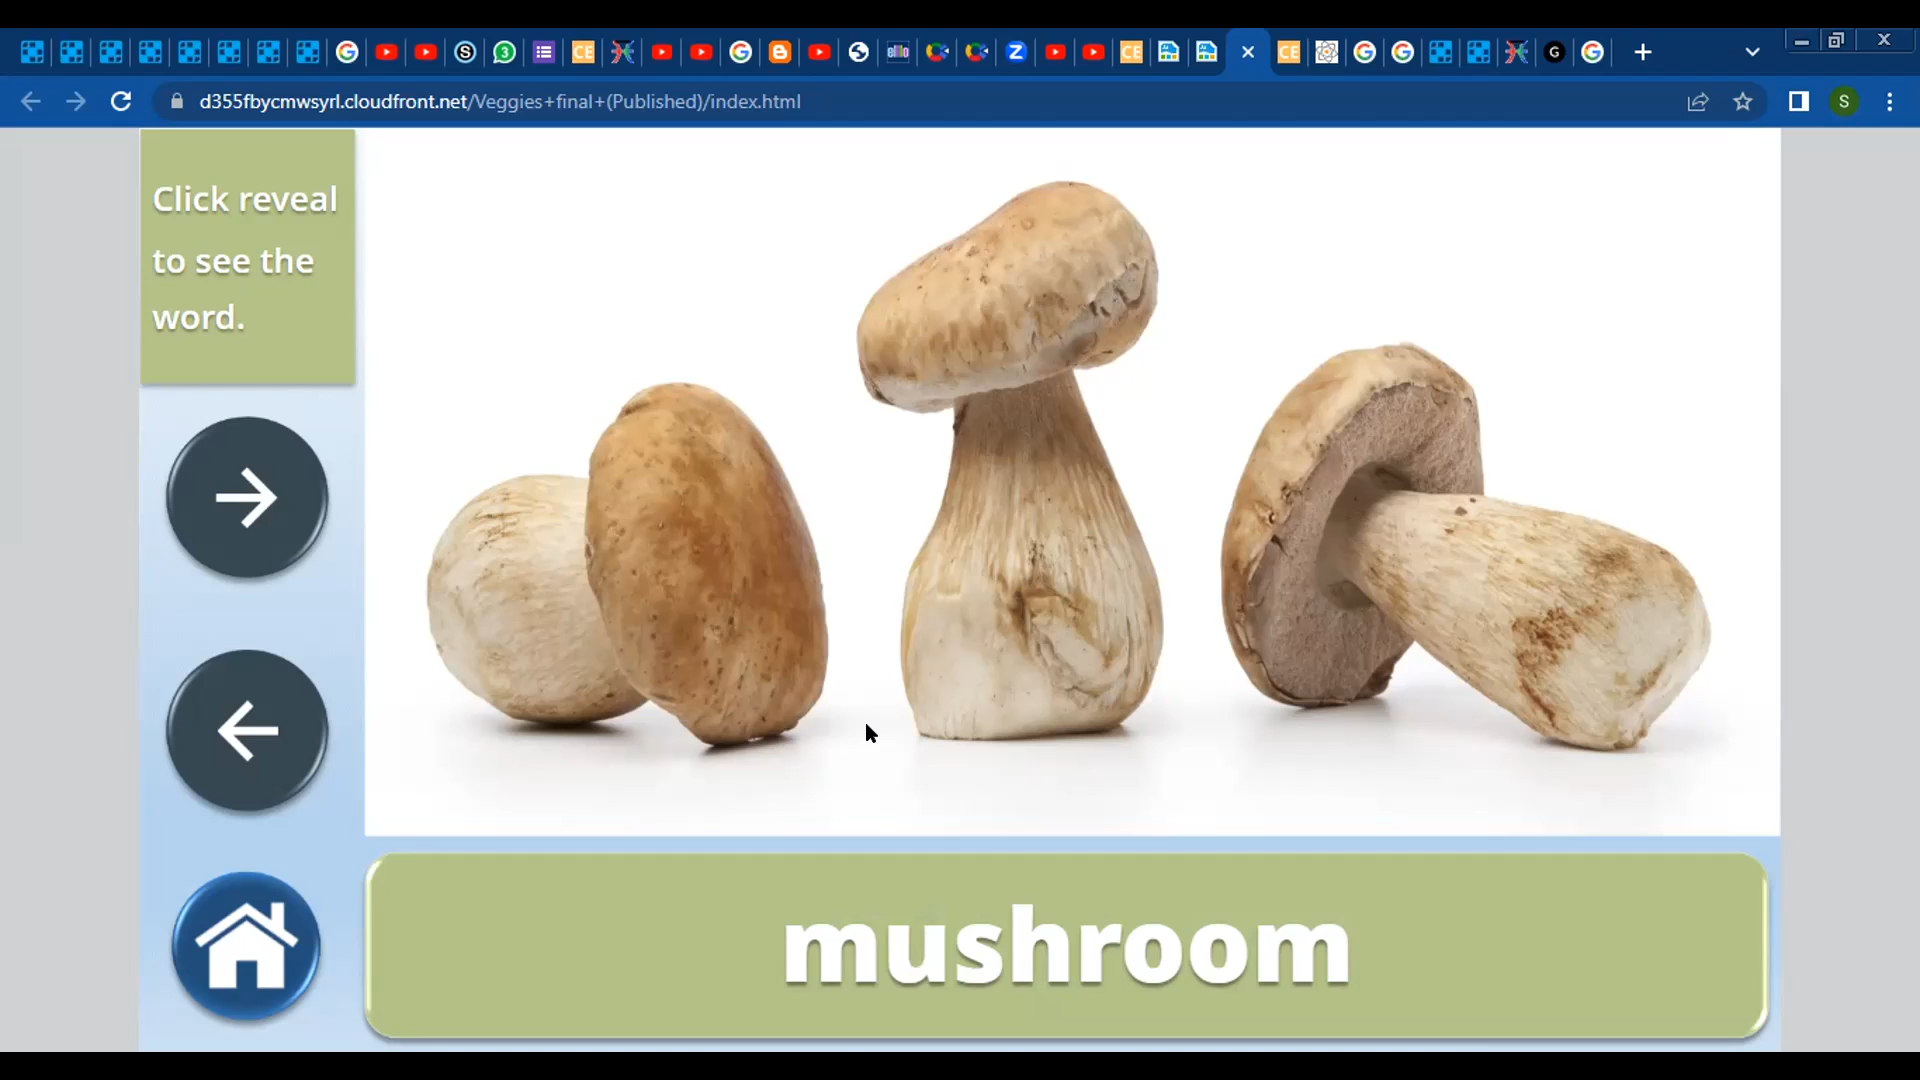 d355fbycmwsyrl.cloudfront.net/Veggies+final+(Published)/index.html
S
Click reveal
to see the
word.
mushroom